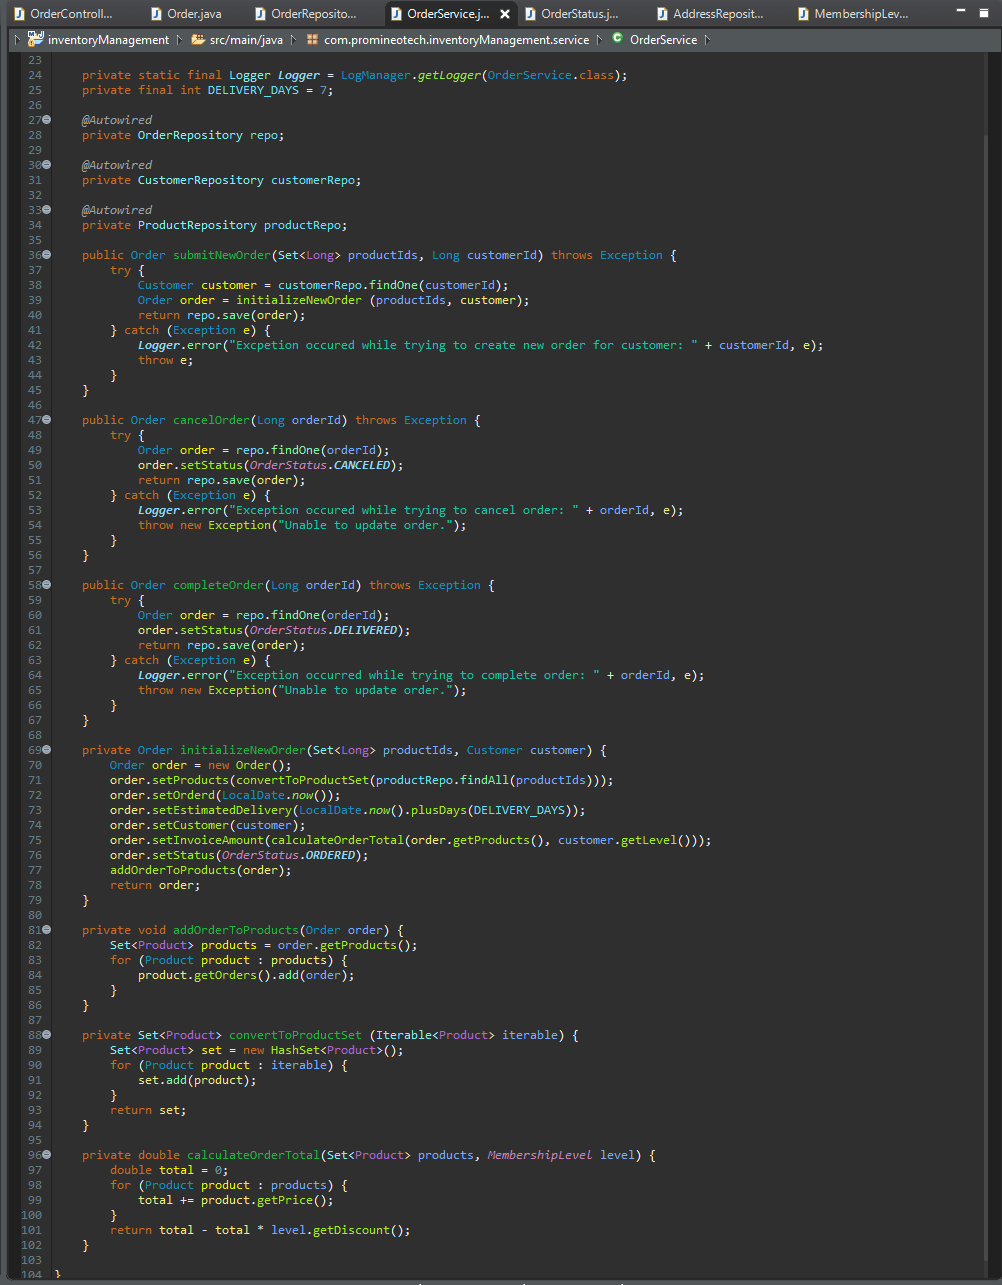 OrderControll...
Order.java
OrderReposito...
OrderService.j...
OrderStatus.j...
AddressReposit...
MembershipLev...
inventoryManagement
src/main/java
com.promineotech.inventoryManagement.service
OrderService
23
24 private static final Logger Logger = LogManager.getLogger(OrderService.class);
25 private final int DELIVERY_DAYS = 7;
26
27 @Autowired
28 private OrderRepository repo;
29
30 @Autowired
31 private CustomerRepository customerRepo;
32
33 @Autowired
34 private ProductRepository productRepo;
35
36 public Order submitNewOrder(Set<Long> productIds, Long customerId) throws Exception {
37 try {
38 Customer customer = customerRepo.findOne(customerId);
39 Order order = initializeNewOrder (productIds, customer);
40 return repo.save(order);
41 } catch (Exception e) {
42 Logger.error("Excpetion occured while trying to create new order for customer: " + customerId, e);
43 throw e;
44 }
45 }
46
47 public Order cancelOrder(Long orderId) throws Exception {
48 try {
49 Order order = repo.findOne(orderId);
50 order.setStatus(OrderStatus.CANCELED);
51 return repo.save(order);
52 } catch (Exception e) {
53 Logger.error("Exception occured while trying to cancel order: " + orderId, e);
54 throw new Exception("Unable to update order.");
55 }
56 }
57
58 public Order completeOrder(Long orderId) throws Exception {
59 try {
60 Order order = repo.findOne(orderId);
61 order.setStatus(OrderStatus.DELIVERED);
62 return repo.save(order);
63 } catch (Exception e) {
64 Logger.error("Exception occurred while trying to complete order: " + orderId, e);
65 throw new Exception("Unable to update order.");
66 }
67 }
68
69 private Order initializeNewOrder(Set<Long> productIds, Customer customer) {
70 Order order = new Order();
71 order.setProducts(convertToProductSet(productRepo.findAll(productIds)));
72 order.setOrderd(LocalDate.now());
73 order.setEstimatedDelivery(LocalDate.now().plusDays(DELIVERY_DAYS));
74 order.setCustomer(customer);
75 order.setInvoiceAmount(calculateOrderTotal(order.getProducts(), customer.getLevel()));
76 order.setStatus(OrderStatus.ORDERED);
77 addOrderToProducts(order);
78 return order;
79 }
80
81 private void addOrderToProducts(Order order) {
82 Set<Product> products = order.getProducts();
83 for (Product product : products) {
84 product.getOrders().add(order);
85 }
86 }
87
88 private Set<Product> convertToProductSet (Iterable<Product> iterable) {
89 Set<Product> set = new HashSet<Product>();
90 for (Product product : iterable) {
91 set.add(product);
92 }
93 return set;
94 }
95
96 private double calculateOrderTotal(Set<Product> products, MembershipLevel level) {
97 double total = 0;
98 for (Product product : products) {
99 total += product.getPrice();
100 }
101 return total - total * level.getDiscount();
102 }
103
104 }